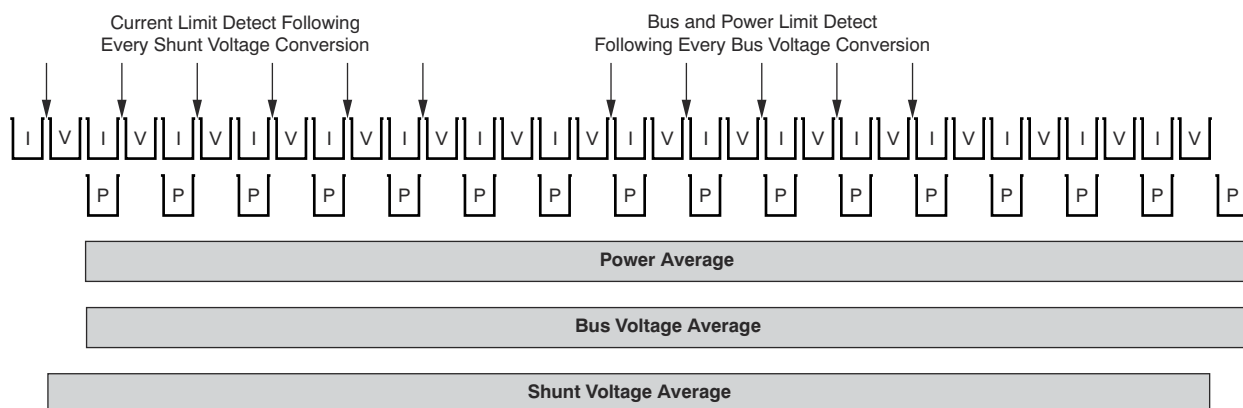 Current Limit Detect Following
Every Shunt Voltage Conversion
Bus and Power Limit Detect
Following Every Bus Voltage Conversion
I V I V I V I V I V I V I V I V I V I V I V I V I V I V I V I V
P P P P P P P P P P P P P P P P
Power Average
Bus Voltage Average
Shunt Voltage Average